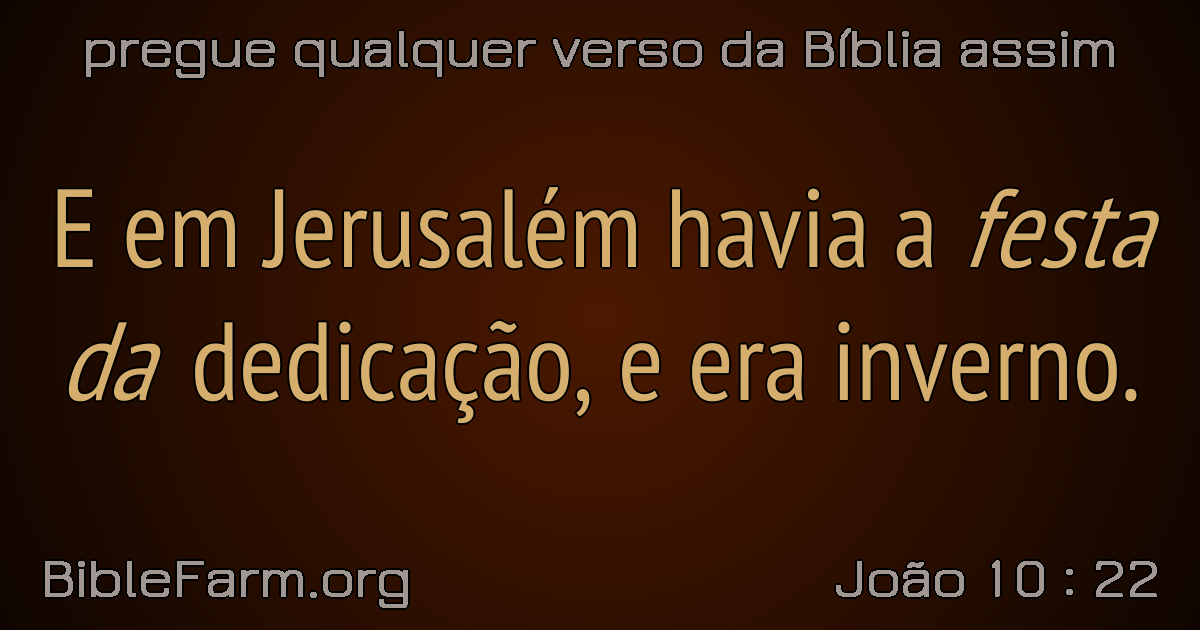 pregue qualquer verso da Bíblia assim
E em Jerusalém havia a festa
da dedicação, e era inverno.
BibleFarm.org
João 10 : 22